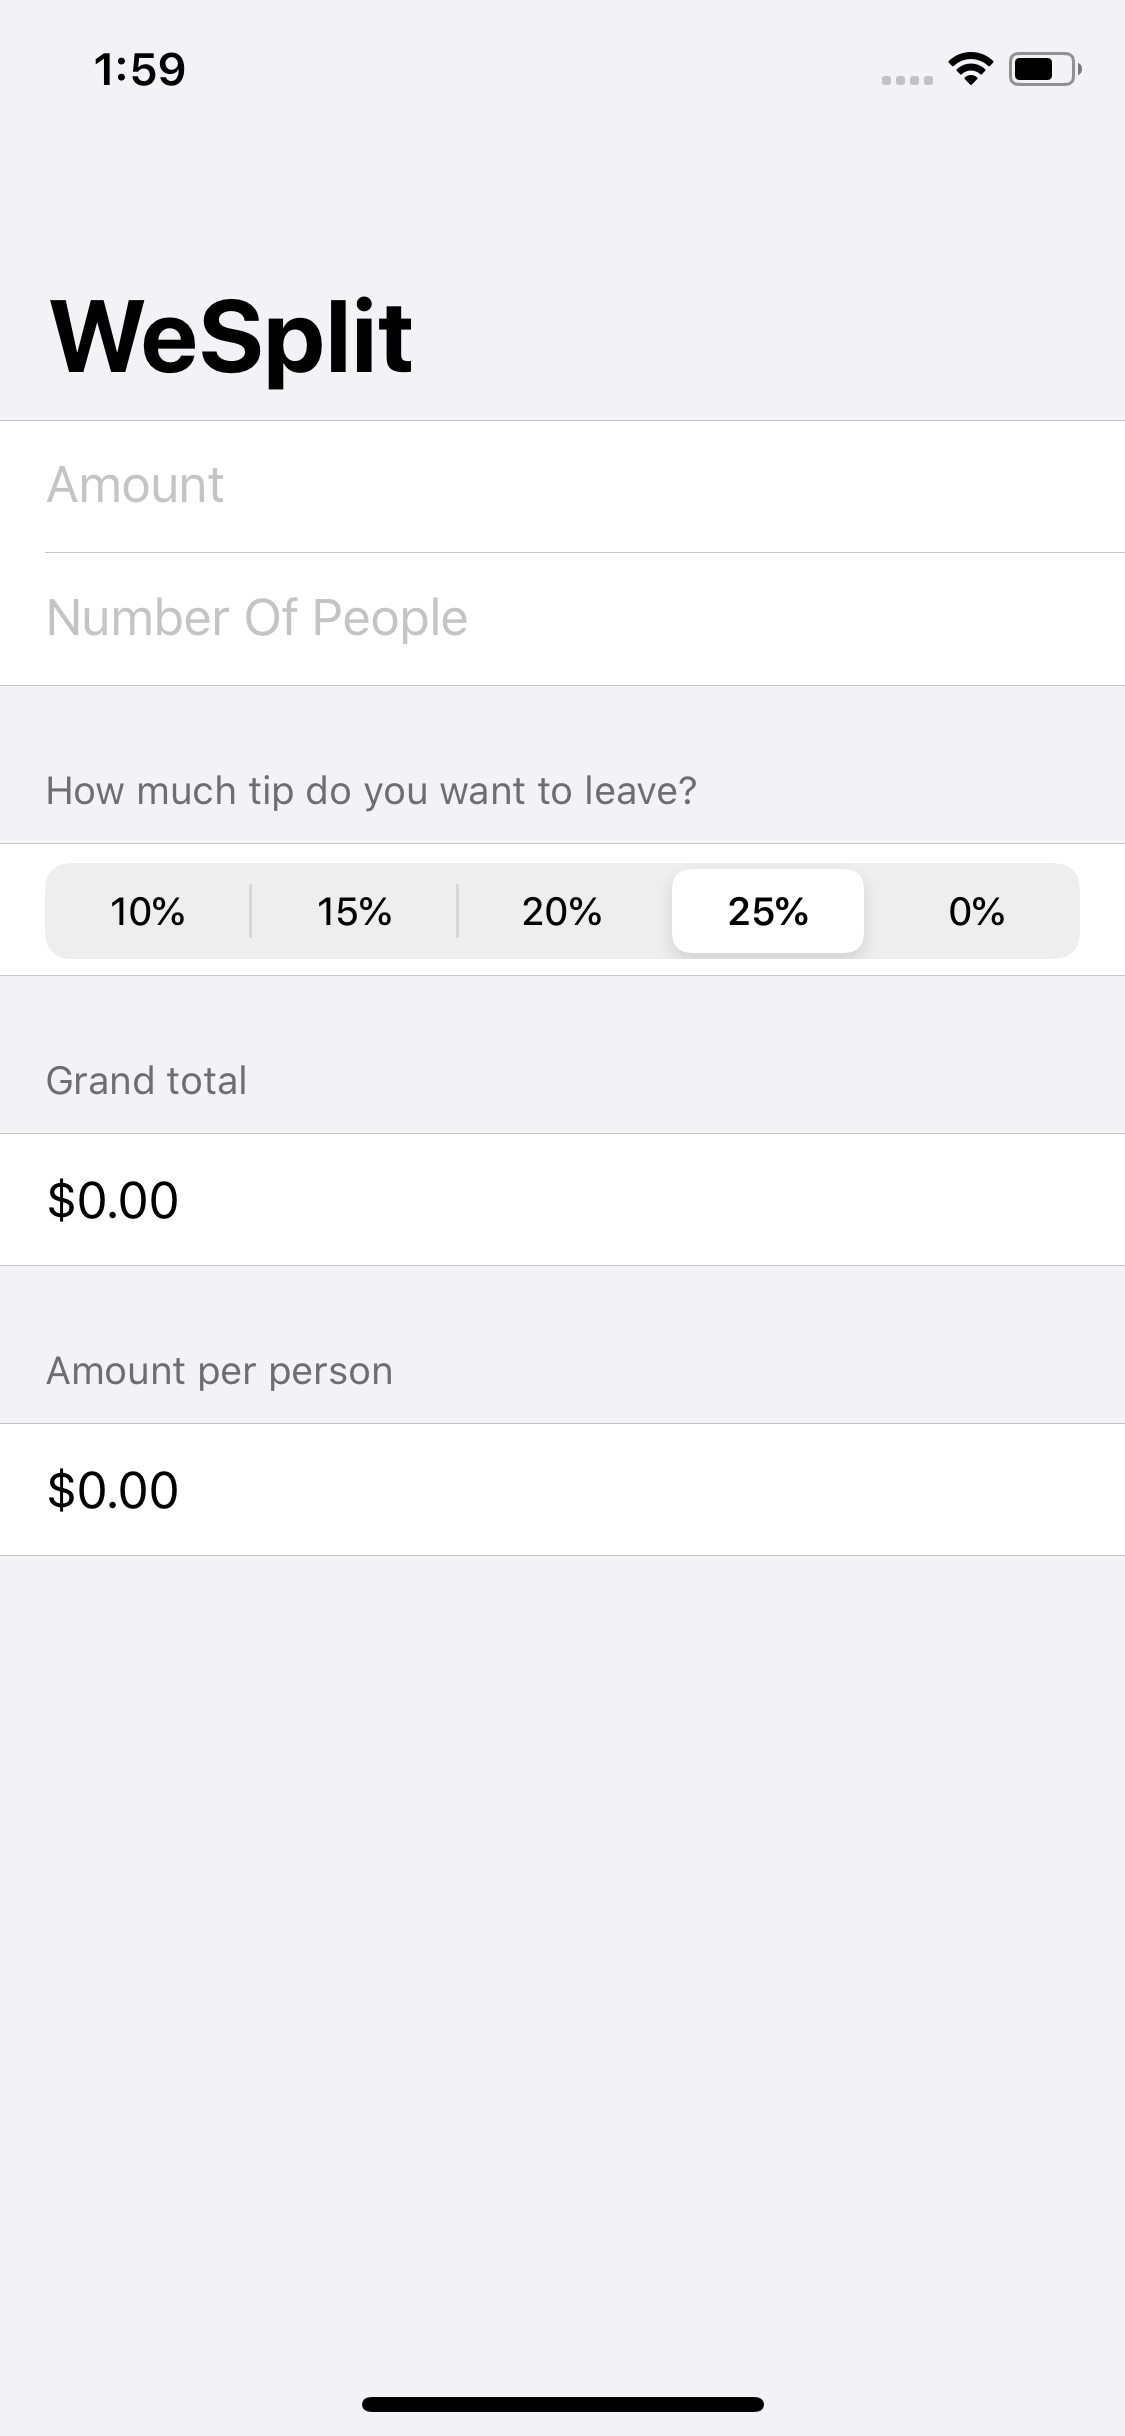 1:59
WeSplit
Amount
Number Of People
How much tip do you want to leave?
10% 15% 20% 25% 0%
Grand total
$0.00
Amount per person
$0.00